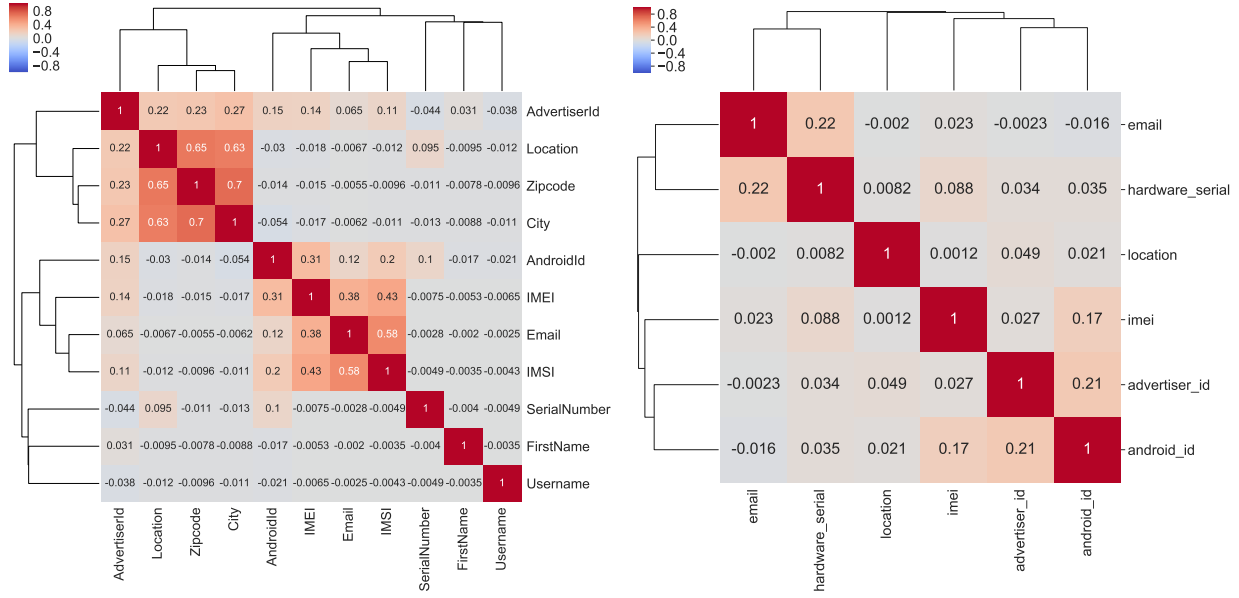 0.8
0.4
0.0
−0.4
−0.8
1 0.22 0.23 0.27 0.15 0.14 0.065 0.11 -0.044 0.031 -0.038 AdvertiserId
0.22 1 0.65 0.63 -0.03 -0.018 -0.0067 -0.012 0.095 -0.0095 -0.012 Location
0.23 0.65 1 0.7 -0.014 -0.015 -0.0055 -0.0096 -0.011 -0.0078 -0.0096 Zipcode
0.27 0.63 0.7 1 -0.054 -0.017 -0.0062 -0.011 -0.013 -0.0088 -0.011 City
0.15 -0.03 -0.014 -0.054 1 0.31 0.12 0.2 0.1 -0.017 -0.021 AndroidId
0.14 -0.018 -0.015 -0.017 0.31 1 0.38 0.43 -0.0075 -0.0053 -0.0065 IMEI
0.065 -0.0067 -0.0055 -0.0062 0.12 0.38 1 0.58 -0.0028 -0.002 -0.0025 Email
0.11 -0.012 -0.0096 -0.011 0.2 0.43 0.58 1 -0.0049 -0.0035 -0.0043 IMSI
-0.044 0.095 -0.011 -0.013 0.1 -0.0075 -0.0028 -0.0049 1 -0.004 -0.0049 SerialNumber
0.031 -0.0095 -0.0078 -0.0088 -0.017 -0.0053 -0.002 -0.0035 -0.004 1 -0.0035 FirstName
-0.038 -0.012 -0.0096 -0.011 -0.021 -0.0065 -0.0025 -0.0043 -0.0049 -0.0035 1 Username
AdvertiserId
Location
Zipcode
City
AndroidId
IMEI
Email
IMSI
SerialNumber
FirstName
Username
0.8
0.4
0.0
−0.4
−0.8
1 0.22 -0.002 0.023 -0.0023 -0.016 email
0.22 1 0.0082 0.088 0.034 0.035 hardware_serial
-0.002 0.0082 1 0.0012 0.049 0.021 location
0.023 0.088 0.0012 1 0.027 0.17 imei
-0.0023 0.034 0.049 0.027 1 0.21 advertiser_id
-0.016 0.035 0.021 0.17 0.21 1 android_id
email
hardware_serial
location
imei
advertiser_id
android_id